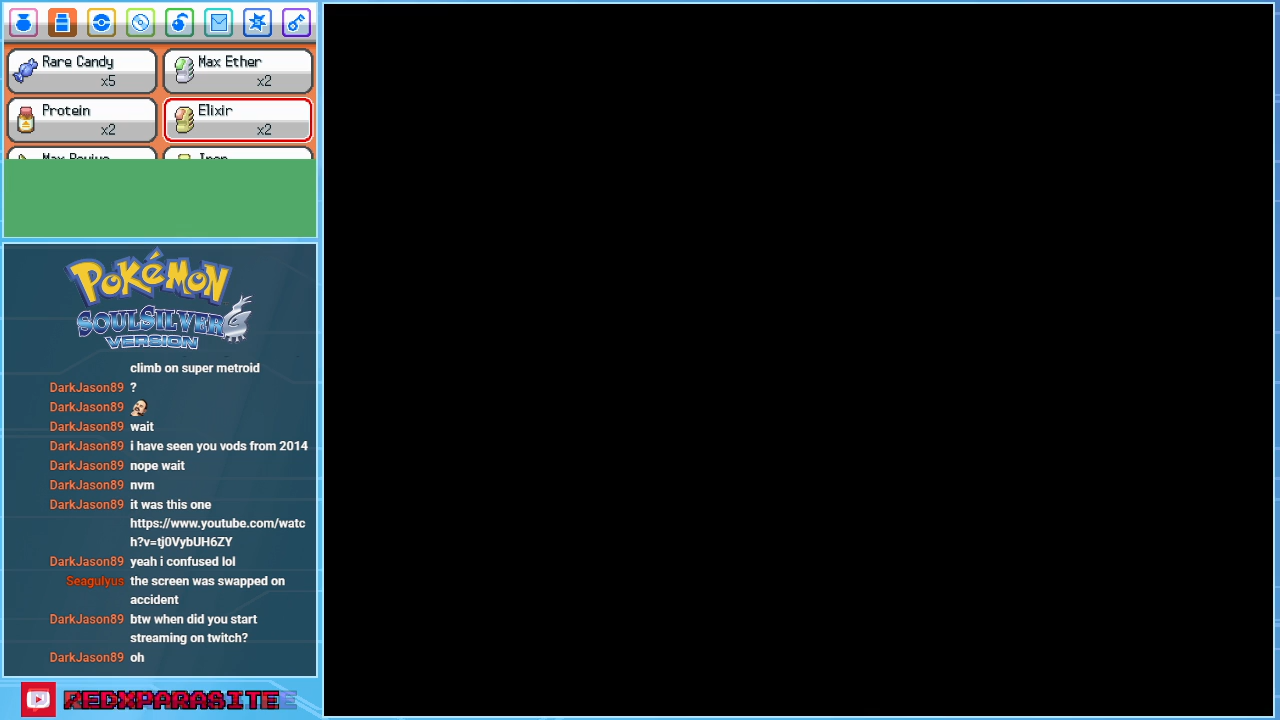 Rare Candy
x5
Max Ether
x2
Protein
x2
Elixir
x2
Max Revive
Iron
POKéMON
SOULSILVER
VERSION
climb on super metroid
DarkJason89 ?
DarkJason89
DarkJason89 wait
DarkJason89 i have seen you vods from 2014
DarkJason89 nope wait
DarkJason89 nvm
DarkJason89 it was this one
https://www.youtube.com/watc
h?v=tj0VybUH6ZY
DarkJason89 yeah i confused lol
Seagulyus the screen was swapped on
accident
DarkJason89 btw when did you start
streaming on twitch?
DarkJason89 oh
REDXPARASITE